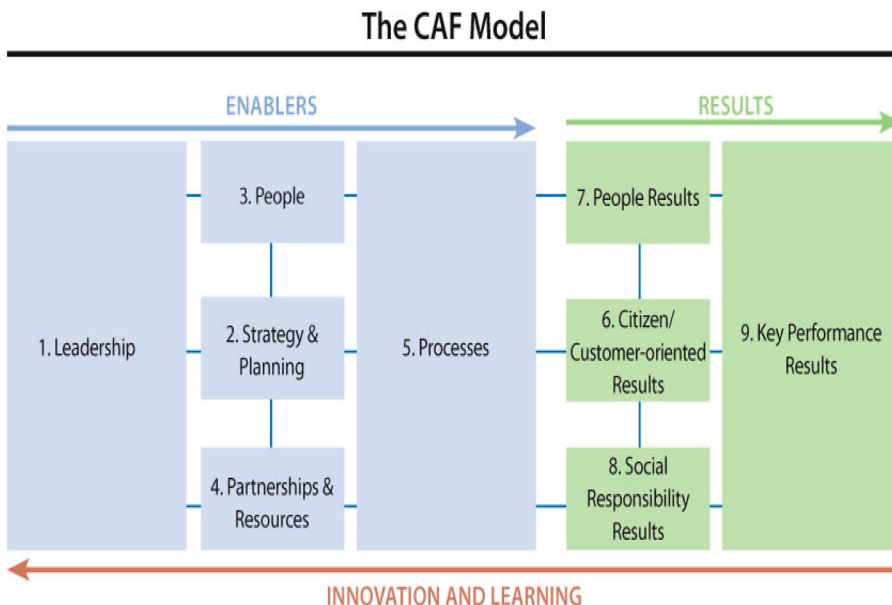 The CAF Model
ENABLERS
RESULTS
1. Leadership
3. People
2. Strategy &
Planning
4. Partnerships &
Resources
5. Processes
7. People Results
6. Citizen/
Customer-oriented
Results
8. Social
Responsibility
Results
9. Key Performance
Results
INNOVATION AND LEARNING